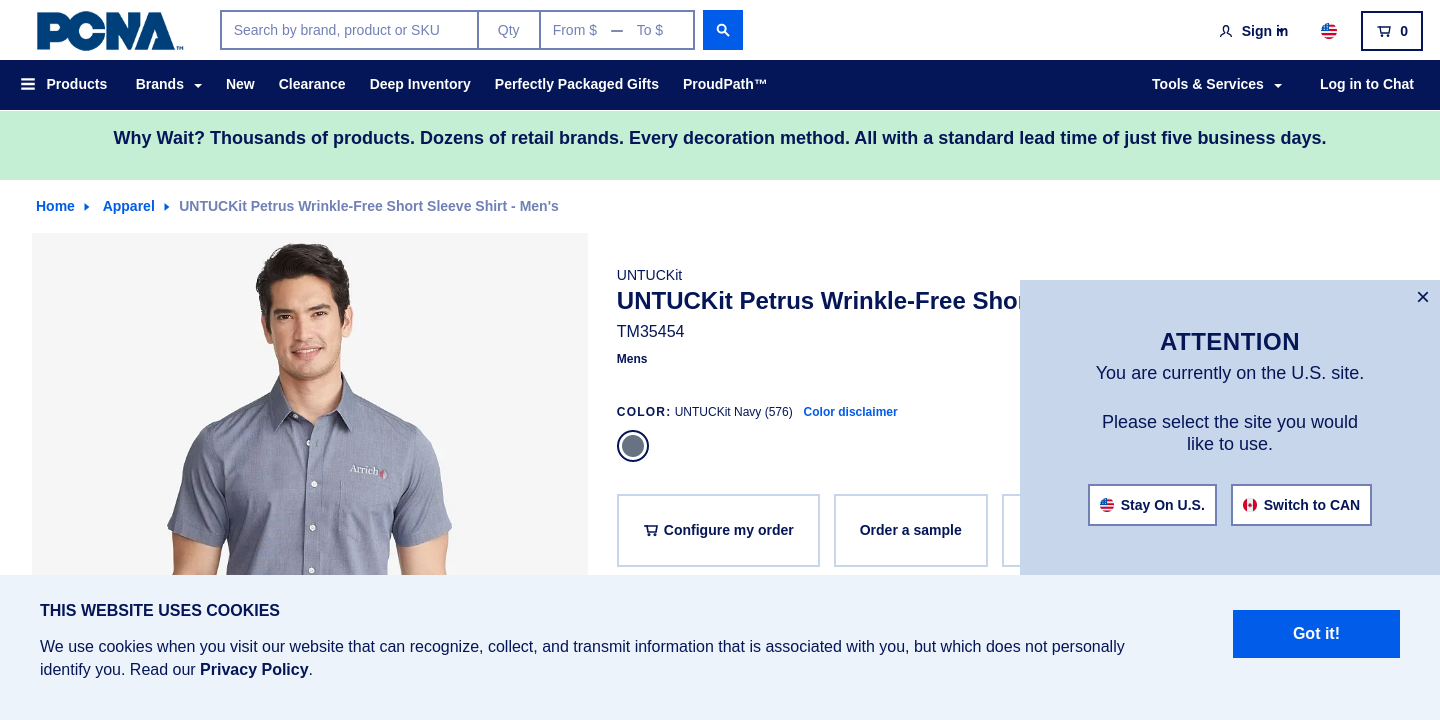 PCNA™
Search by brand, product or SKU
Qty
From $ — To $
Sign in
0
Products
Brands
New
Clearance
Deep Inventory
Perfectly Packaged Gifts
ProudPath™
Tools & Services
Log in to Chat
Why Wait? Thousands of products. Dozens of retail brands. Every decoration method. All with a standard lead time of just five business days.
Home
Apparel
UNTUCKit Petrus Wrinkle-Free Short Sleeve Shirt - Men's
Arrich
UNTUCKit
UNTUCKit Petrus Wrinkle-Free Shor
TM35454
Mens
COLOR: UNTUCKit Navy (576) Color disclaimer
Configure my order
Order a sample
×
ATTENTION
You are currently on the U.S. site.
Please select the site you would
like to use.
Stay On U.S.
Switch to CAN
THIS WEBSITE USES COOKIES
We use cookies when you visit our website that can recognize, collect, and transmit information that is associated with you, but which does not personally
identify you. Read our Privacy Policy.
Got it!